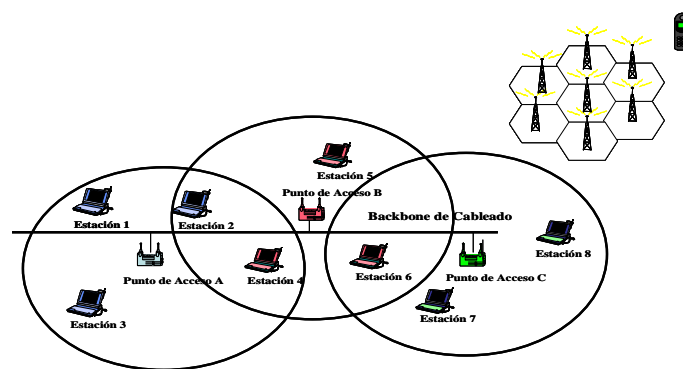 Estación 5
Punto de Acceso B
Estación 1
Estación 2
Backbone de Cableado
Estación 8
Punto de Acceso A
Estación 4
Estación 6
Punto de Acceso C
Estación 3
Estación 7